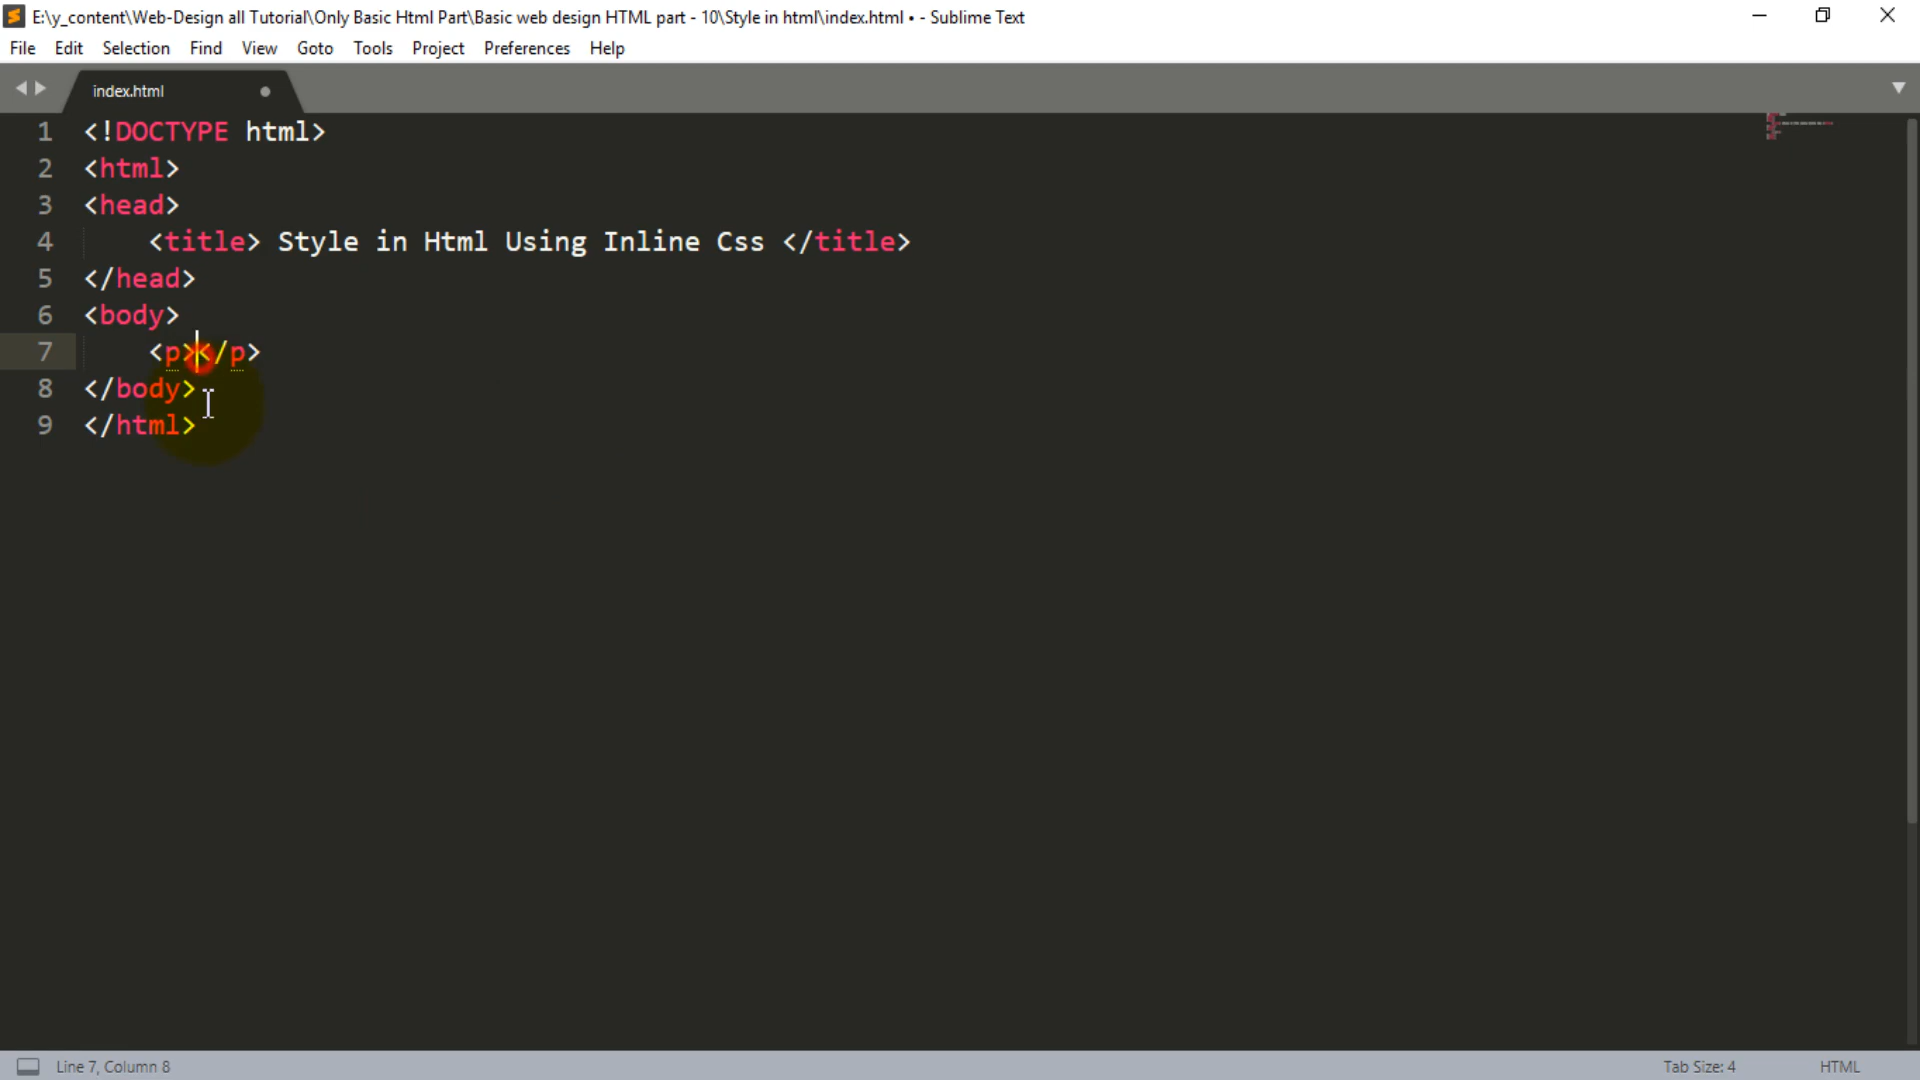 E:\y_content\Web-Design all Tutorial\Only Basic Html Part\Basic web design HTML part - 10\Style in html\index.html • - Sublime Text
File Edit Selection Find View Goto Tools Project Preferences Help
index.html
1 <!DOCTYPE html>
2 <html>
3 <head>
4 <title> Style in Html Using Inline Css </title>
5 </head>
6 <body>
7 <p></p>
8 </body>
9 </html>
Line 7, Column 8 Tab Size: 4 HTML